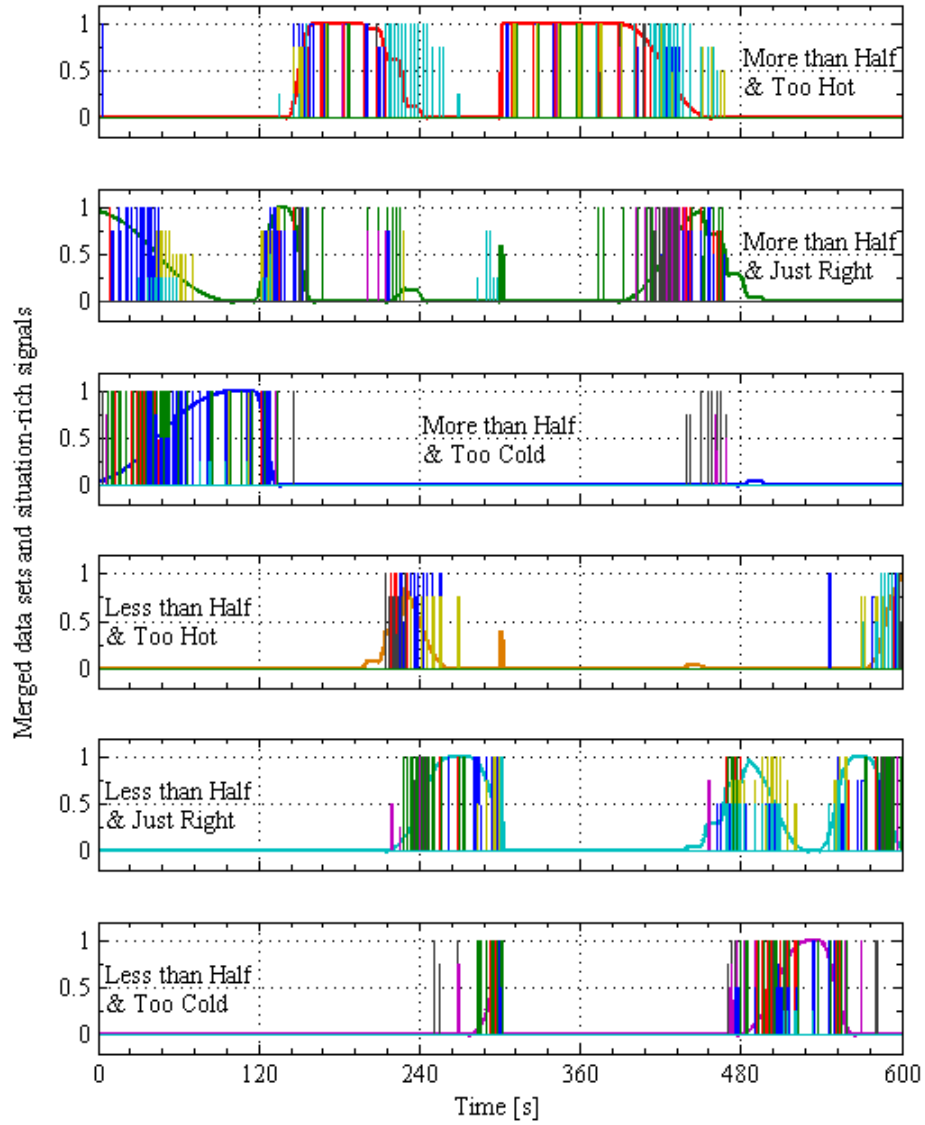 Merged data sets and situation-rich signals
1
0.5
0
More than Half
& Too Hot
1
0.5
0
More than Half
& Just Right
1
0.5
0
More than Half
& Too Cold
1
0.5
0
Less than Half
& Too Hot
1
0.5
0
Less than Half
& Just Right
1
0.5
0
Less than Half
& Too Cold
0 120 240 360 480 600
Time [s]